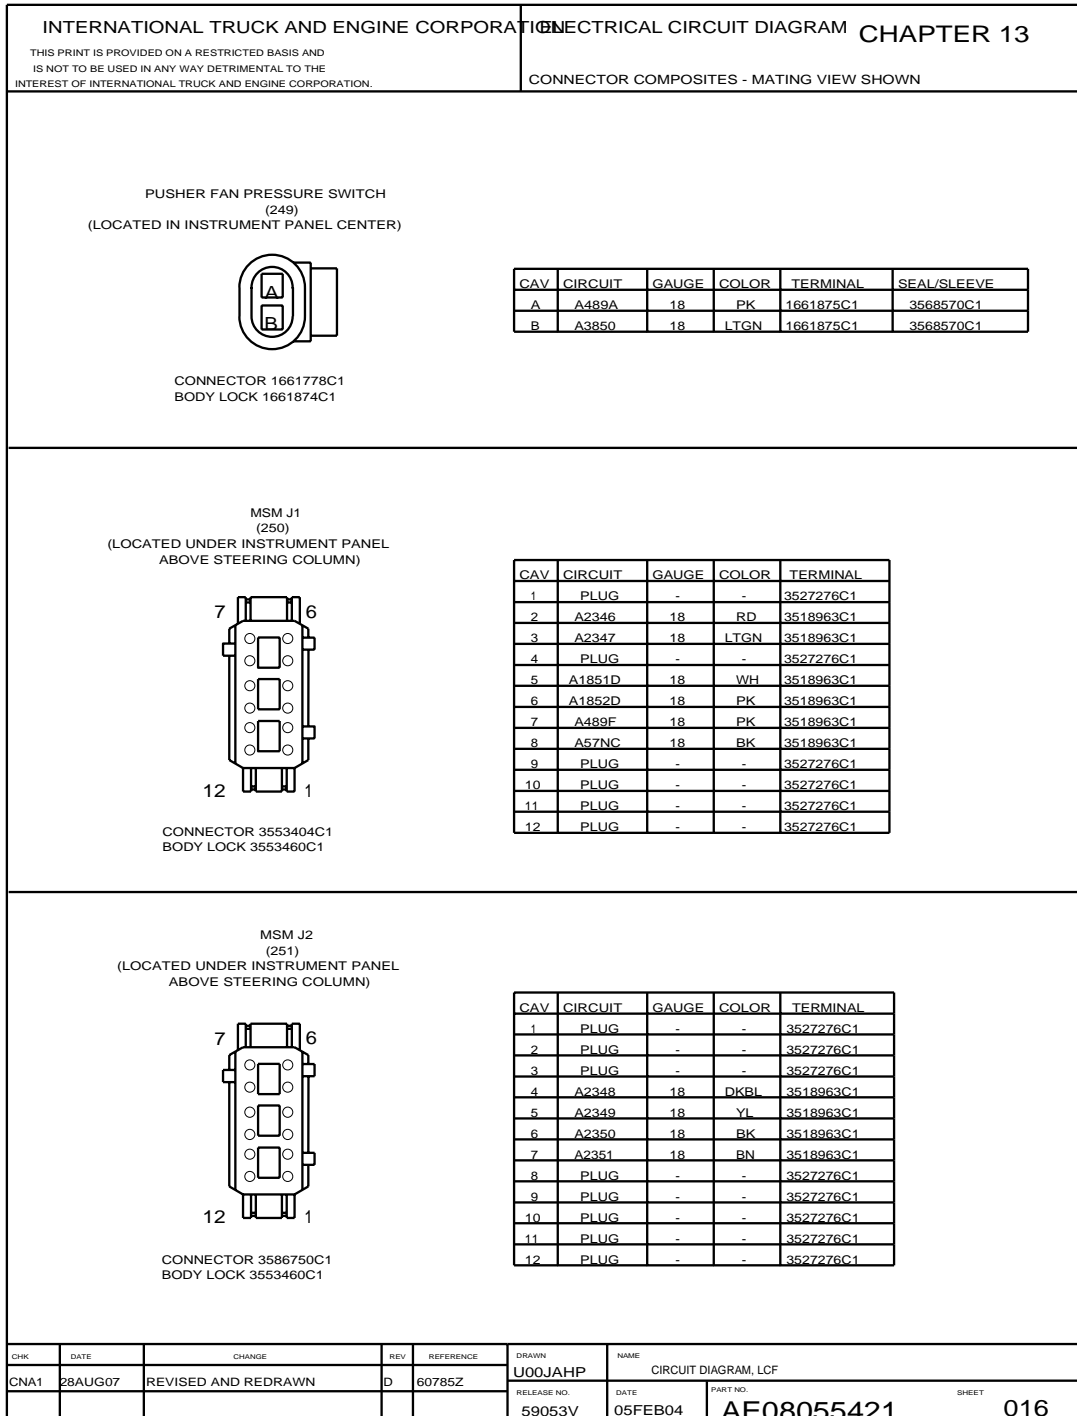 INTERNATIONAL TRUCK AND ENGINE CORPORATION
THIS PRINT IS PROVIDED ON A RESTRICTED BASIS AND
IS NOT TO BE USED IN ANY WAY DETRIMENTAL TO THE
INTEREST OF INTERNATIONAL TRUCK AND ENGINE CORPORATION.
ELECTRICAL CIRCUIT DIAGRAM CHAPTER 13
CONNECTOR COMPOSITES - MATING VIEW SHOWN
PUSHER FAN PRESSURE SWITCH
(249)
(LOCATED IN INSTRUMENT PANEL CENTER)
A
B
CONNECTOR 1661778C1
BODY LOCK 1661874C1
CAV CIRCUIT GAUGE COLOR TERMINAL SEAL/SLEEVE
A A489A 18 PK 1661875C1 3568570C1
B A3850 18 LTGN 1661875C1 3568570C1
MSM J1
(250)
(LOCATED UNDER INSTRUMENT PANEL
ABOVE STEERING COLUMN)
7 6
12 1
CONNECTOR 3553404C1
BODY LOCK 3553460C1
CAV CIRCUIT GAUGE COLOR TERMINAL
1 PLUG - - 3527276C1
2 A2346 18 RD 3518963C1
3 A2347 18 LTGN 3518963C1
4 PLUG - - 3527276C1
5 A1851D 18 WH 3518963C1
6 A1852D 18 PK 3518963C1
7 A489F 18 PK 3518963C1
8 A57NC 18 BK 3518963C1
9 PLUG - - 3527276C1
10 PLUG - - 3527276C1
11 PLUG - - 3527276C1
12 PLUG - - 3527276C1
MSM J2
(251)
(LOCATED UNDER INSTRUMENT PANEL
ABOVE STEERING COLUMN)
7 6
12 1
CONNECTOR 3586750C1
BODY LOCK 3553460C1
CAV CIRCUIT GAUGE COLOR TERMINAL
1 PLUG - - 3527276C1
2 PLUG - - 3527276C1
3 PLUG - - 3527276C1
4 A2348 18 DKBL 3518963C1
5 A2349 18 YL 3518963C1
6 A2350 18 BK 3518963C1
7 A2351 18 BN 3518963C1
8 PLUG - - 3527276C1
9 PLUG - - 3527276C1
10 PLUG - - 3527276C1
11 PLUG - - 3527276C1
12 PLUG - - 3527276C1
CHK DATE CHANGE REV REFERENCE
CNA1 28AUG07 REVISED AND REDRAWN D 60785Z
DRAWN
U00JAHP
NAME
CIRCUIT DIAGRAM, LCF
RELEASE NO.
59053V
DATE
05FEB04
PART NO.
AE08055421
SHEET
016